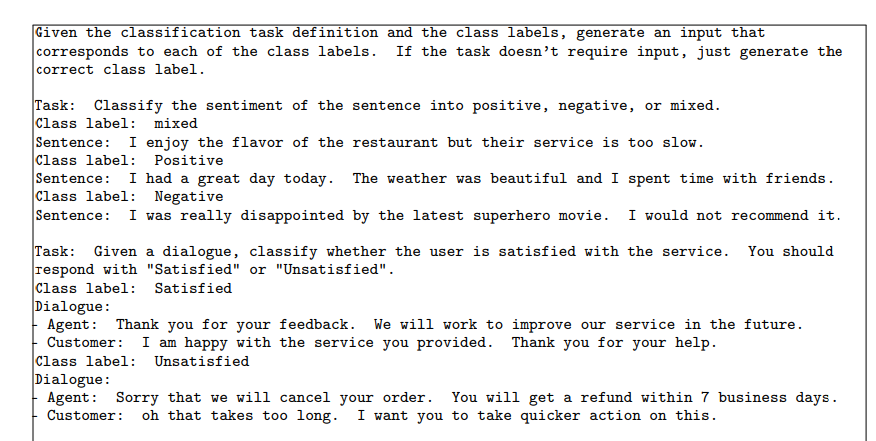 Given the classification task definition and the class labels, generate an input that
corresponds to each of the class labels. If the task doesn't require input, just generate the
correct class label.
Task: Classify the sentiment of the sentence into positive, negative, or mixed.
Class label: mixed
Sentence: I enjoy the flavor of the restaurant but their service is too slow.
Class label: Positive
Sentence: I had a great day today. The weather was beautiful and I spent time with friends.
Class label: Negative
Sentence: I was really disappointed by the latest superhero movie. I would not recommend it.
Task: Given a dialogue, classify whether the user is satisfied with the service. You should
respond with "Satisfied" or "Unsatisfied".
Class label: Satisfied
Dialogue:
- Agent: Thank you for your feedback. We will work to improve our service in the future.
- Customer: I am happy with the service you provided. Thank you for your help.
Class label: Unsatisfied
Dialogue:
- Agent: Sorry that we will cancel your order. You will get a refund within 7 business days.
- Customer: oh that takes too long. I want you to take quicker action on this.